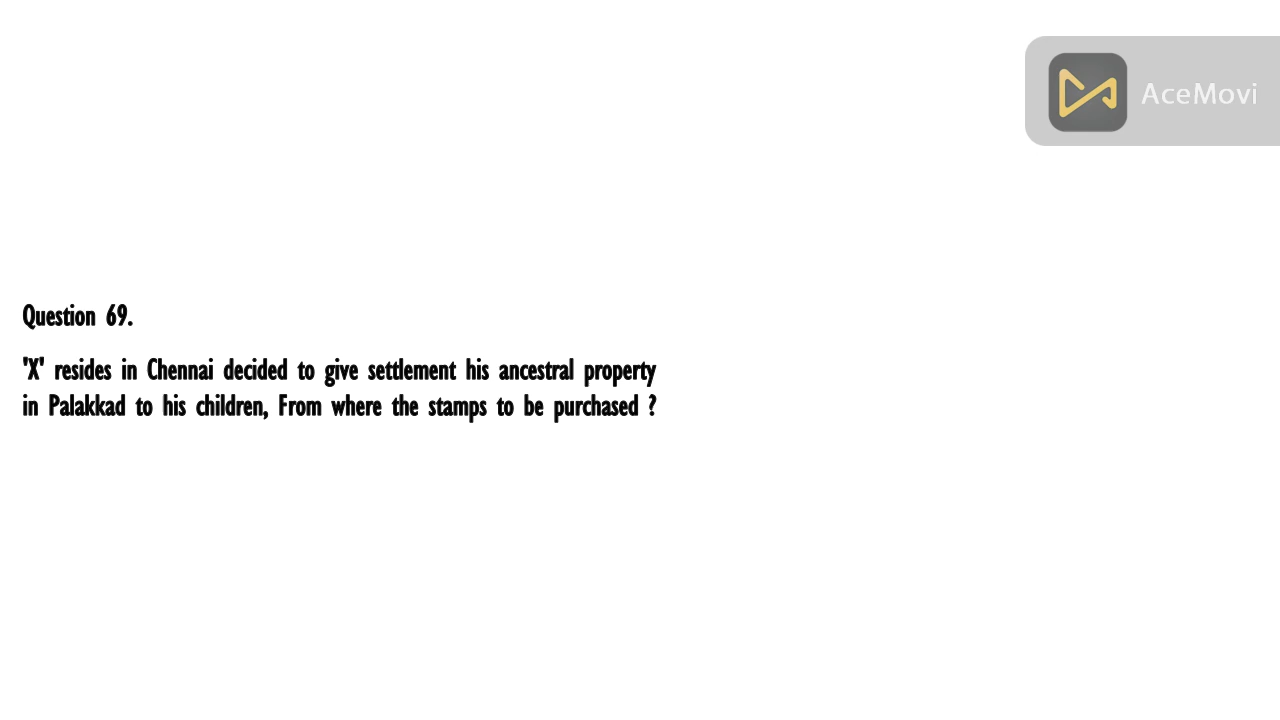 AceMovi
Question 69.
'X' resides in Chennai decided to give settlement his ancestral property
in Palakkad to his children, From where the stamps to be purchased ?